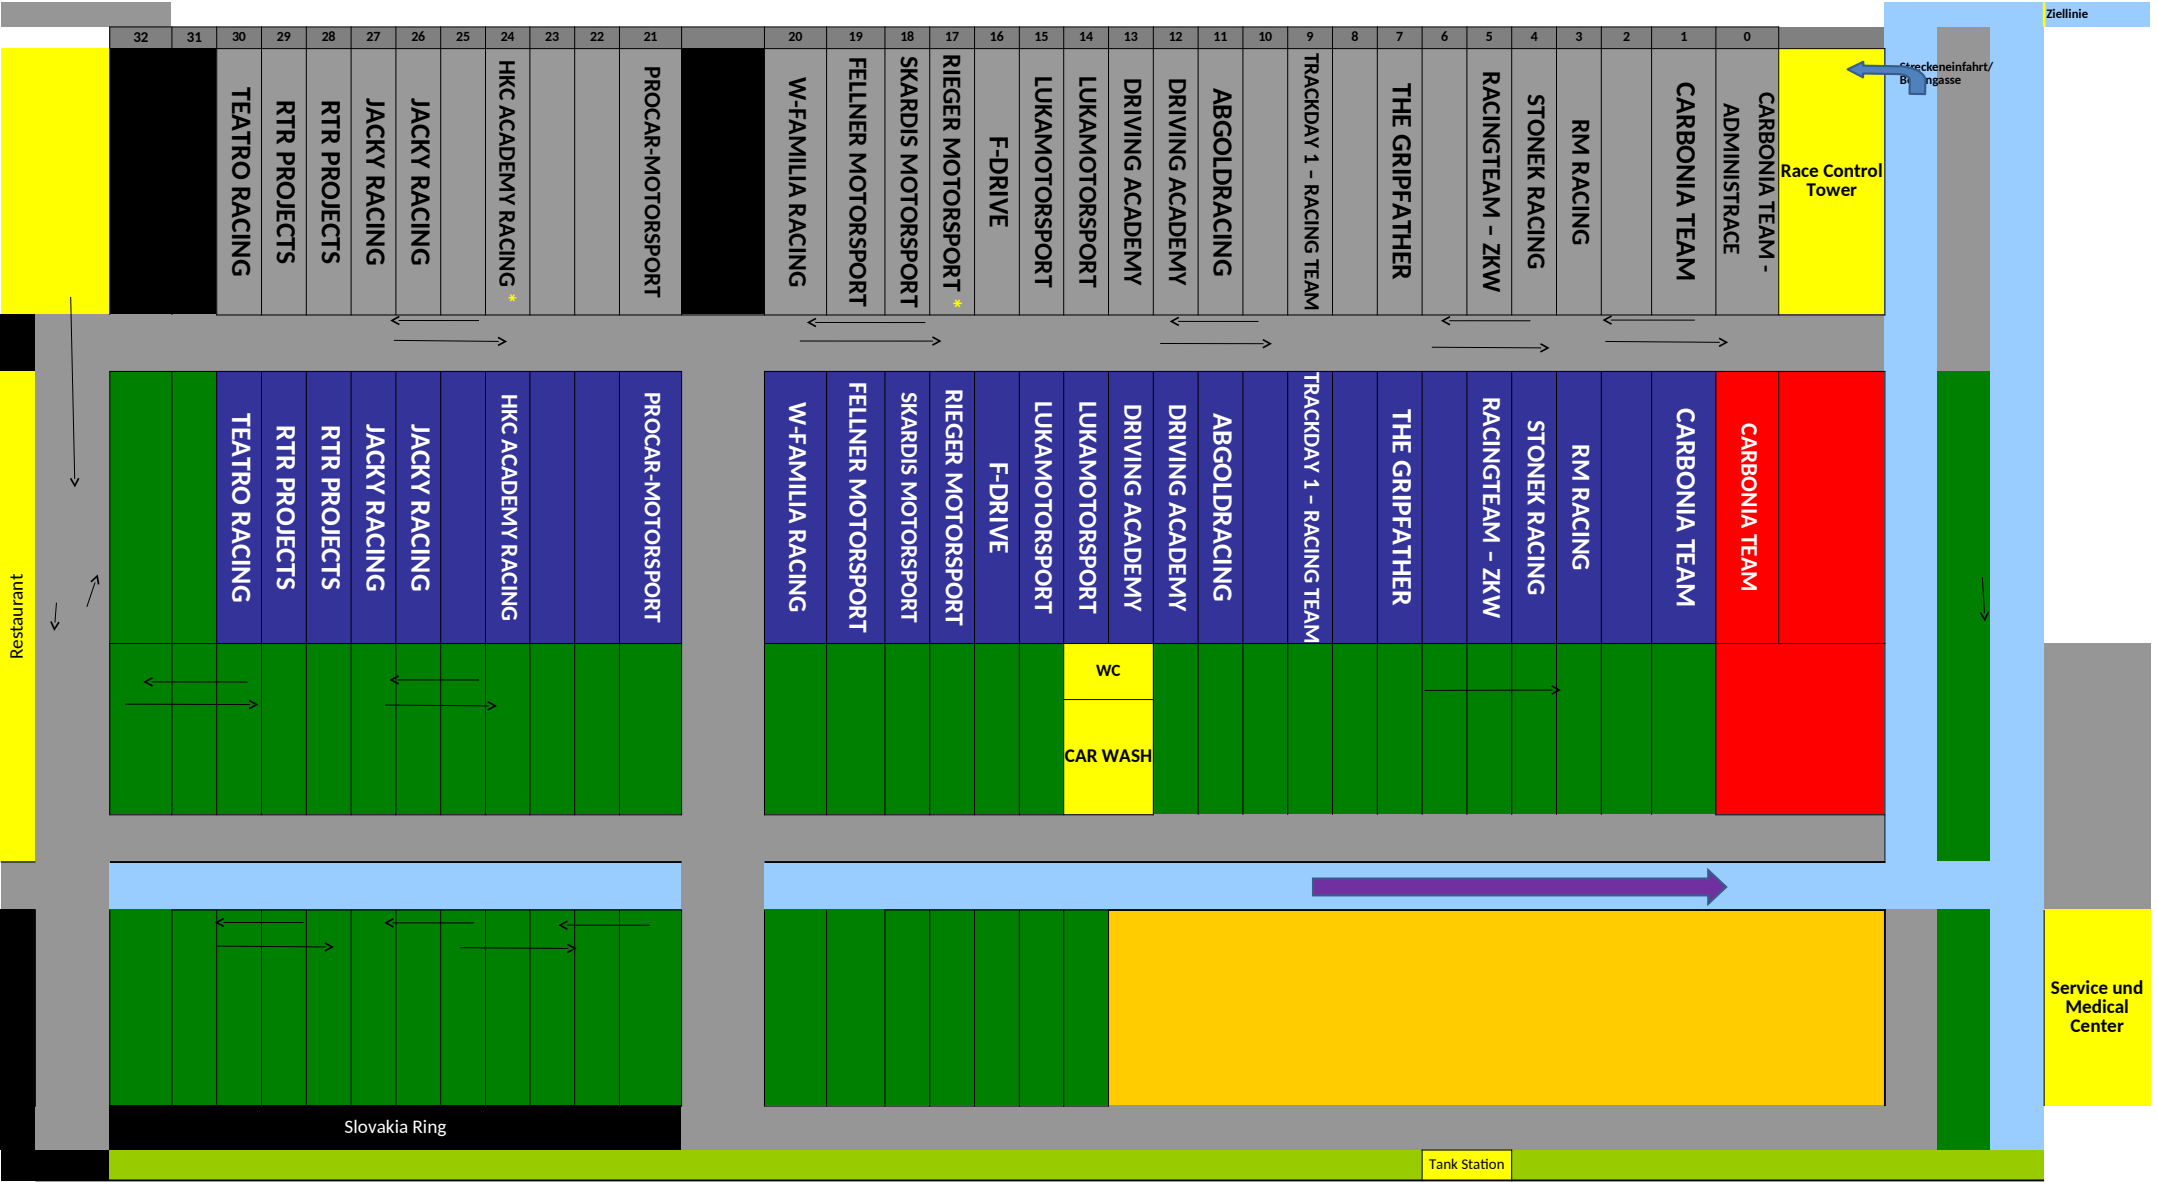 Ziellinie
32 31 30 29 28 27 26 25 24 23 22 21 20 19 18 17 16 15 14 13 12 11 10 9 8 7 6 5 4 3 2 1 0
TEATRO RACING
RTR PROJECTS
RTR PROJECTS
JACKY RACING
JACKY RACING
HKC ACADEMY RACING *
PROCAR-MOTORSPORT
W-FAMILIA RACING
FELLNER MOTORSPORT
SKARDIS MOTORSPORT
RIEGER MOTORSPORT *
F-DRIVE
LUKAMOTORSPORT
LUKAMOTORSPORT
DRIVING ACADEMY
DRIVING ACADEMY
ABGOLDRACING
TRACKDAY 1 – RACING TEAM
THE GRIPFATHER
RACINGTEAM – ZKW
STONEK RACING
RM RACING
CARBONIA TEAM
CARBONIA TEAM -
ADMINISTRACE
Race Control
Tower
Streckeneinfahrt/
Restaurant
TEATRO RACING
RTR PROJECTS
RTR PROJECTS
JACKY RACING
JACKY RACING
HKC ACADEMY RACING
PROCAR-MOTORSPORT
W-FAMILIA RACING
FELLNER MOTORSPORT
SKARDIS MOTORSPORT
RIEGER MOTORSPORT
F-DRIVE
LUKAMOTORSPORT
LUKAMOTORSPORT
DRIVING ACADEMY
DRIVING ACADEMY
ABGOLDRACING
TRACKDAY 1 – RACING TEAM
THE GRIPFATHER
RACINGTEAM – ZKW
STONEK RACING
RM RACING
CARBONIA TEAM
CARBONIA TEAM
WC
CAR WASH
Service und
Medical
Center
Slovakia Ring
Tank Station